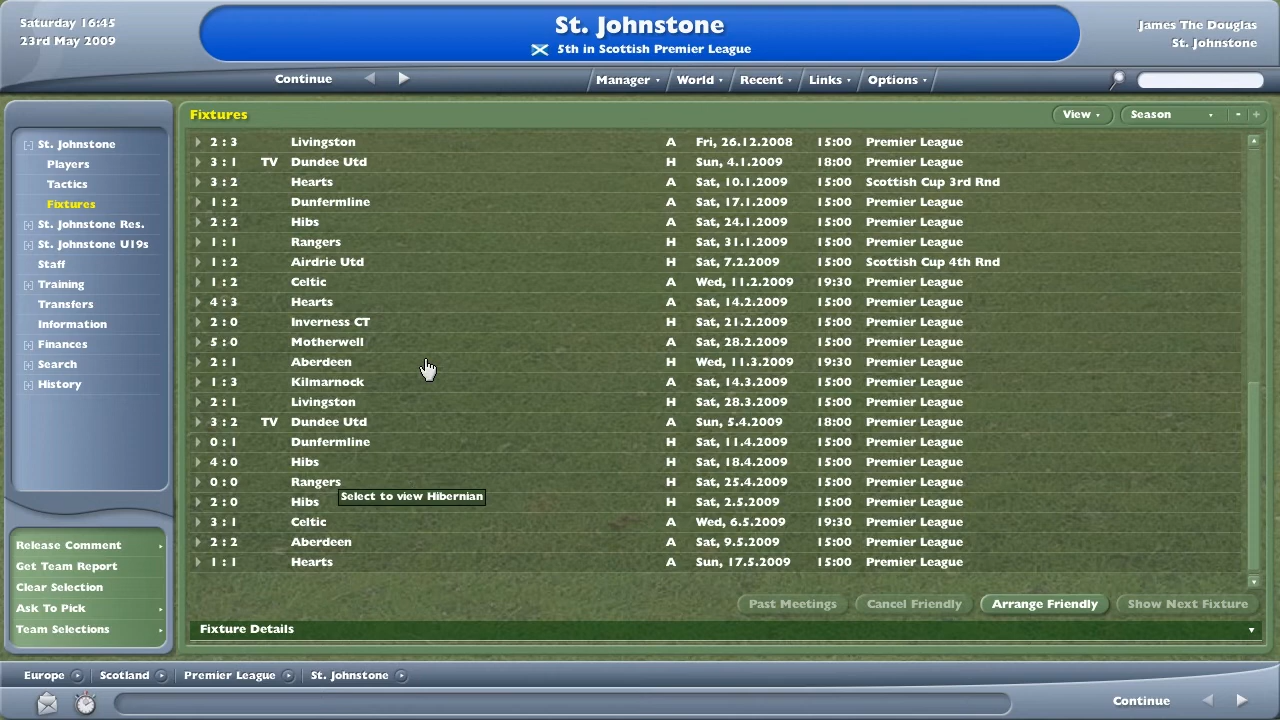 Saturday 16:45
23rd May 2009
St. Johnstone
5th in Scottish Premier League
James The Douglas
St. Johnstone
Continue
Manager World Recent Links Options
Fixtures
View Season - +
St. Johnstone
Players
Tactics
Fixtures
St. Johnstone Res.
St. Johnstone U19s
Staff
Training
Transfers
Information
Finances
Search
History
2 : 3 Livingston A Fri, 26.12.2008 15:00 Premier League
3 : 1 TV Dundee Utd H Sun, 4.1.2009 18:00 Premier League
3 : 2 Hearts A Sat, 10.1.2009 15:00 Scottish Cup 3rd Rnd
1 : 2 Dunfermline A Sat, 17.1.2009 15:00 Premier League
2 : 2 Hibs A Sat, 24.1.2009 15:00 Premier League
1 : 1 Rangers H Sat, 31.1.2009 15:00 Premier League
1 : 2 Airdrie Utd H Sat, 7.2.2009 15:00 Scottish Cup 4th Rnd
1 : 2 Celtic A Wed, 11.2.2009 19:30 Premier League
4 : 3 Hearts A Sat, 14.2.2009 15:00 Premier League
2 : 0 Inverness CT H Sat, 21.2.2009 15:00 Premier League
5 : 0 Motherwell A Sat, 28.2.2009 15:00 Premier League
2 : 1 Aberdeen H Wed, 11.3.2009 19:30 Premier League
1 : 3 Kilmarnock A Sat, 14.3.2009 15:00 Premier League
2 : 1 Livingston H Sat, 28.3.2009 15:00 Premier League
3 : 2 TV Dundee Utd A Sun, 5.4.2009 18:00 Premier League
0 : 1 Dunfermline H Sat, 11.4.2009 15:00 Premier League
4 : 0 Hibs H Sat, 18.4.2009 15:00 Premier League
0 : 0 Rangers H Sat, 25.4.2009 15:00 Premier League
Select to view Hibernian
2 : 0 Hibs H Sat, 2.5.2009 15:00 Premier League
3 : 1 Celtic A Wed, 6.5.2009 19:30 Premier League
2 : 2 Aberdeen A Sat, 9.5.2009 15:00 Premier League
1 : 1 Hearts H Sun, 17.5.2009 15:00 Premier League
Release Comment
Get Team Report
Clear Selection
Ask To Pick
Team Selections
Past Meetings Cancel Friendly Arrange Friendly Show Next Fixture
Fixture Details
Europe Scotland Premier League St. Johnstone
Continue